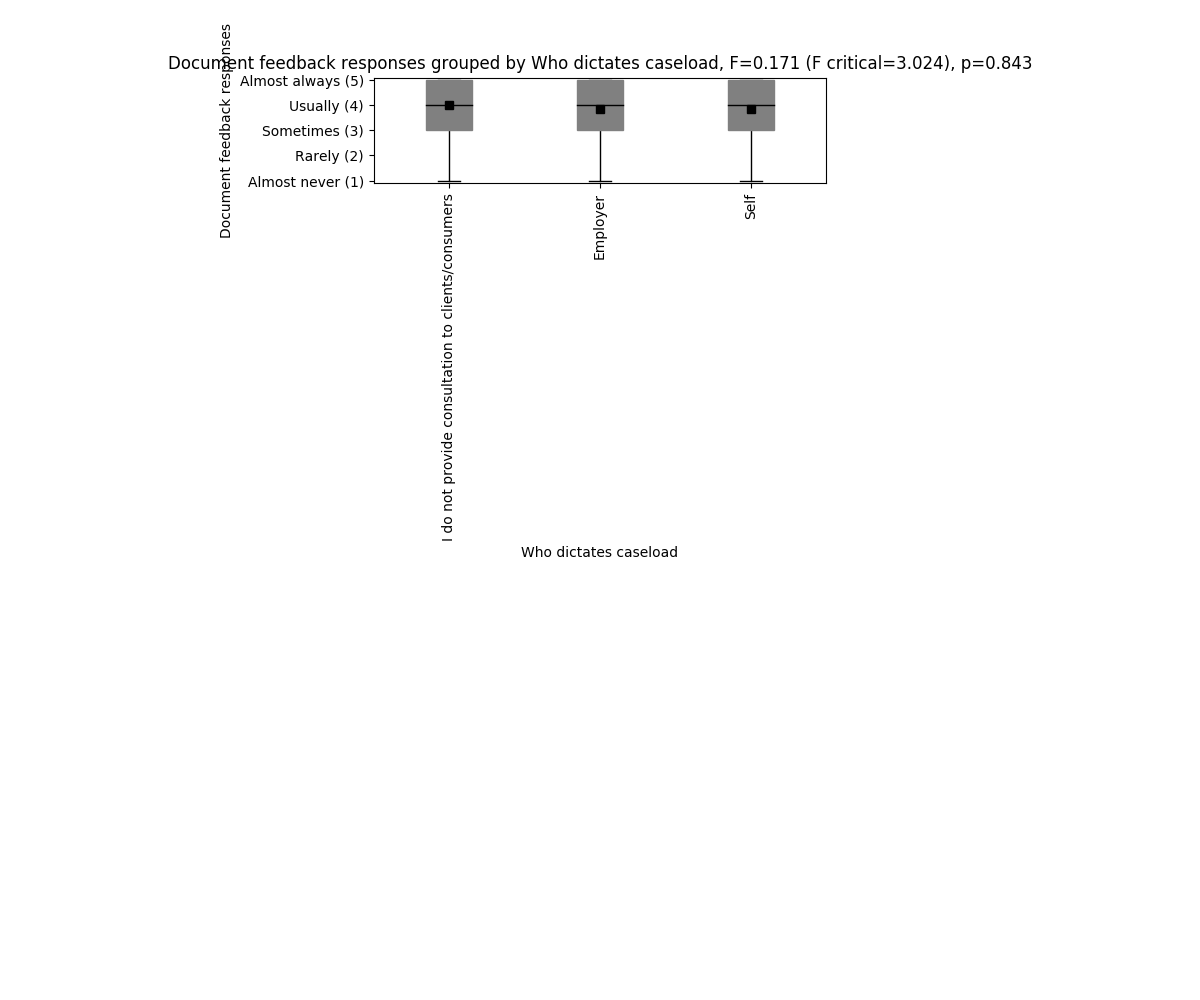 Document feedback responses grouped by Who dictates caseload, F=0.171 (F critical=3.024), p=0.843
Document feedback responses
Almost always (5)
Usually (4)
Sometimes (3)
Rarely (2)
Almost never (1)
I do not provide consultation to clients/consumers
Employer
Self
Who dictates caseload